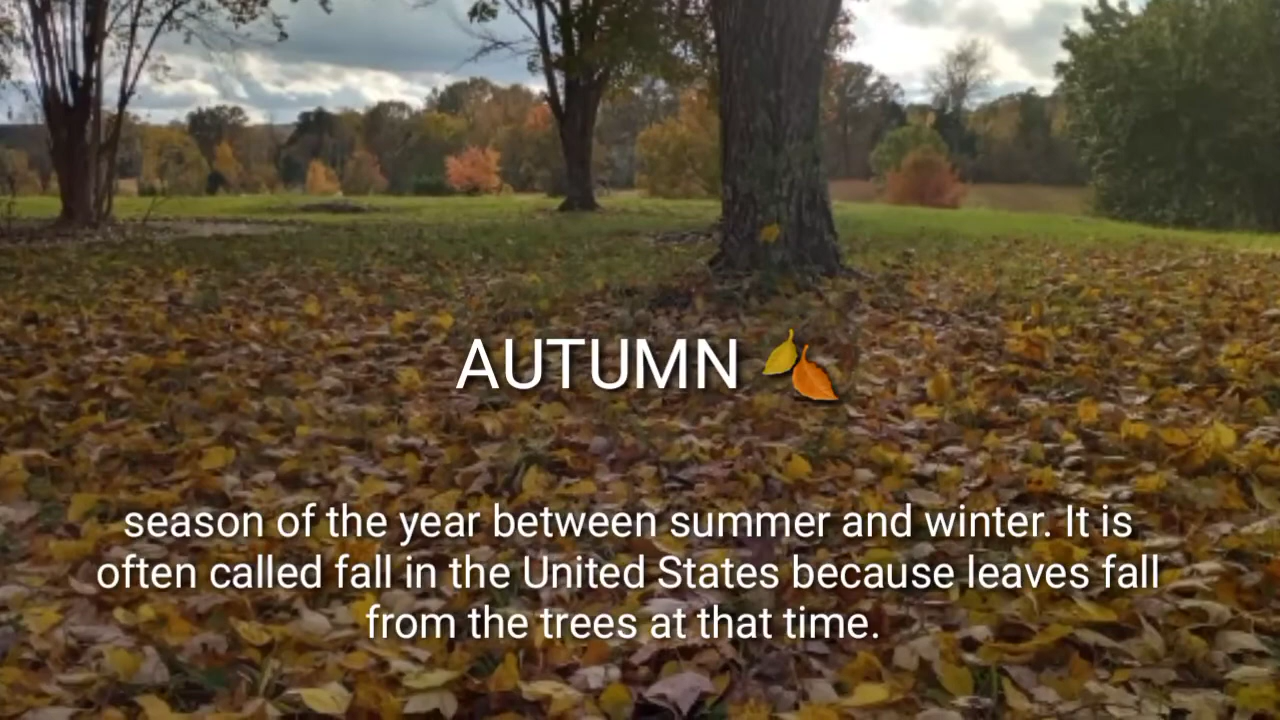 AUTUMN 🍂
season of the year between summer and winter. It is
often called fall in the United States because leaves fall
from the trees at that time.